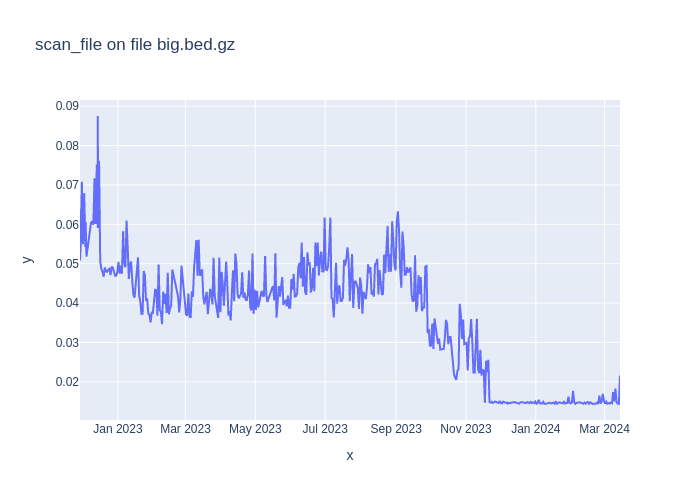 scan_file on file big.bed.gz
0.09
0.08
0.07
0.06
0.05
0.04
0.03
0.02
y
Jan 2023 Mar 2023 May 2023 Jul 2023 Sep 2023 Nov 2023 Jan 2024 Mar 2024
x